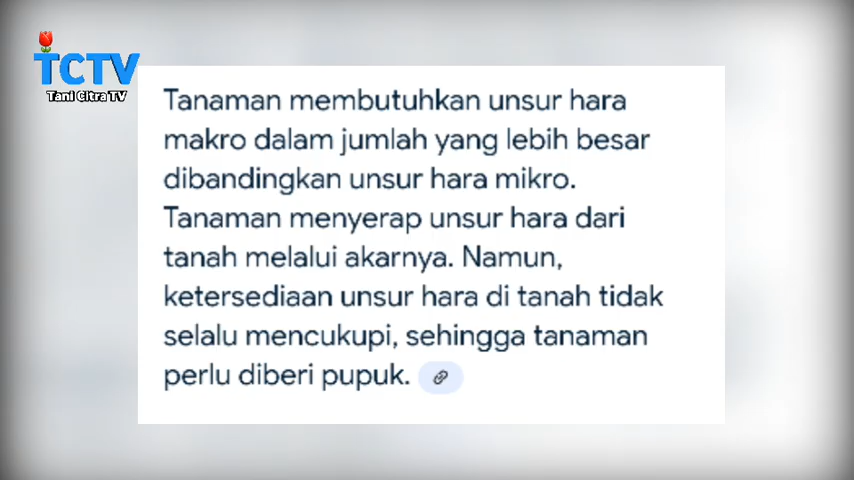 TCTV
Tani Citra TV
Tanaman membutuhkan unsur hara
makro dalam jumlah yang lebih besar
dibandingkan unsur hara mikro.
Tanaman menyerap unsur hara dari
tanah melalui akarnya. Namun,
ketersediaan unsur hara di tanah tidak
selalu mencukupi, sehingga tanaman
perlu diberi pupuk.